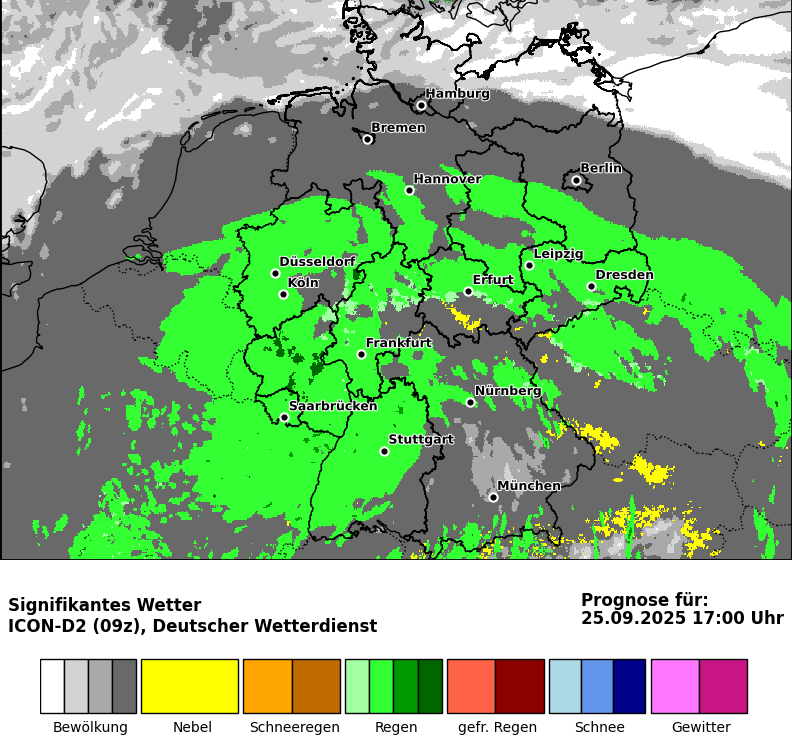 Hamburg
Bremen
Berlin
Hannover
Leipzig
Düsseldorf
Dresden
Köln
Erfurt
Frankfurt
Nürnberg
Saarbrücken
Stuttgart
München
Signifikantes Wetter
ICON-D2 (09z), Deutscher Wetterdienst
Prognose für:
25.09.2025 17:00 Uhr
Bewölkung Nebel Schneeregen Regen gefr. Regen Schnee Gewitter